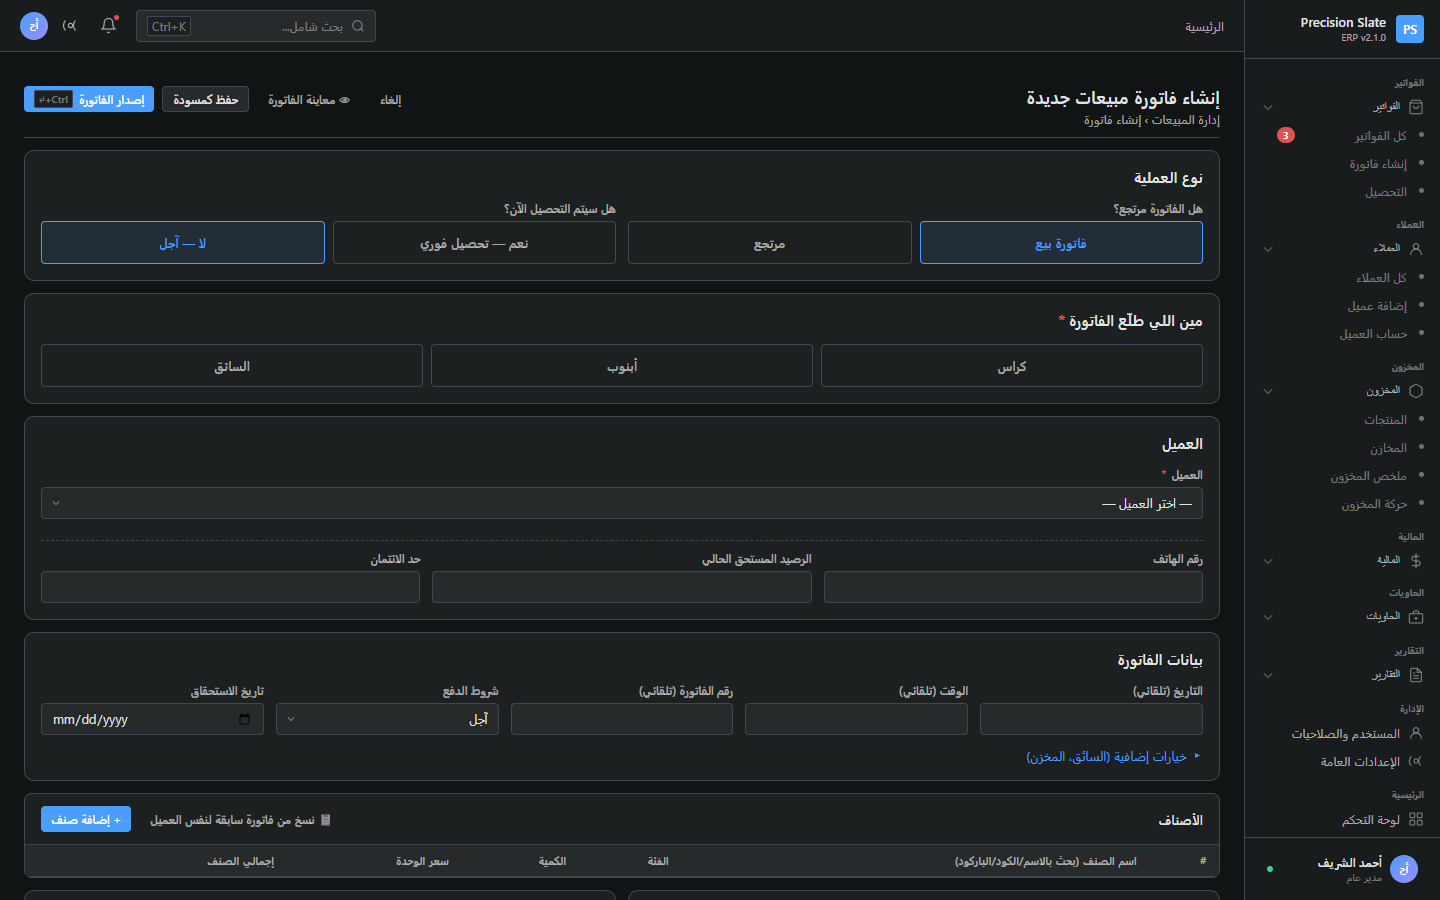 PS
Precision Slate
ERP v2.1.0
الفواتير
الفواتير
كل الفواتير
3
إنشاء فاتورة
التحصيل
العملاء
العملاء
كل العملاء
إضافة عميل
حساب العميل
المخزون
المخزون
المنتجات
المخازن
ملخص المخزون
حركة المخزون
المالية
المالية
الحاويات
الحاويات
التقارير
التقارير
الإدارة
المستخدم والصلاحيات
الإعدادات العامة
الرئيسية
لوحة التحكم
أحمد الشريف
مدير عام
الرئيسية
بحث شامل...
Ctrl+K
إنشاء فاتورة مبيعات جديدة
إدارة المبيعات › إنشاء فاتورة
إلغاء
معاينة الفاتورة
حفظ كمسودة
إصدار الفاتورة Ctrl+↵
نوع العملية
هل الفاتورة مرتجع؟
هل سيتم التحصيل الآن؟
فاتورة بيع
مرتجع
نعم — تحصيل فوري
لا — آجل
مين اللي طلّع الفاتورة *
كراس
أبنوب
السائق
العميل
العميل *
— اختر العميل —
رقم الهاتف
الرصيد المستحق الحالي
حد الائتمان
بيانات الفاتورة
التاريخ (تلقائي)
الوقت (تلقائي)
رقم الفاتورة (تلقائي)
شروط الدفع
تاريخ الاستحقاق
آجل
mm/dd/yyyy
خيارات إضافية (السائق، المخزن)
الأصناف
نسخ من فاتورة سابقة لنفس العميل
+ إضافة صنف
#
اسم الصنف (بحث بالاسم/الكود/الباركود)
الفئة
الكمية
سعر الوحدة
إجمالي الصنف